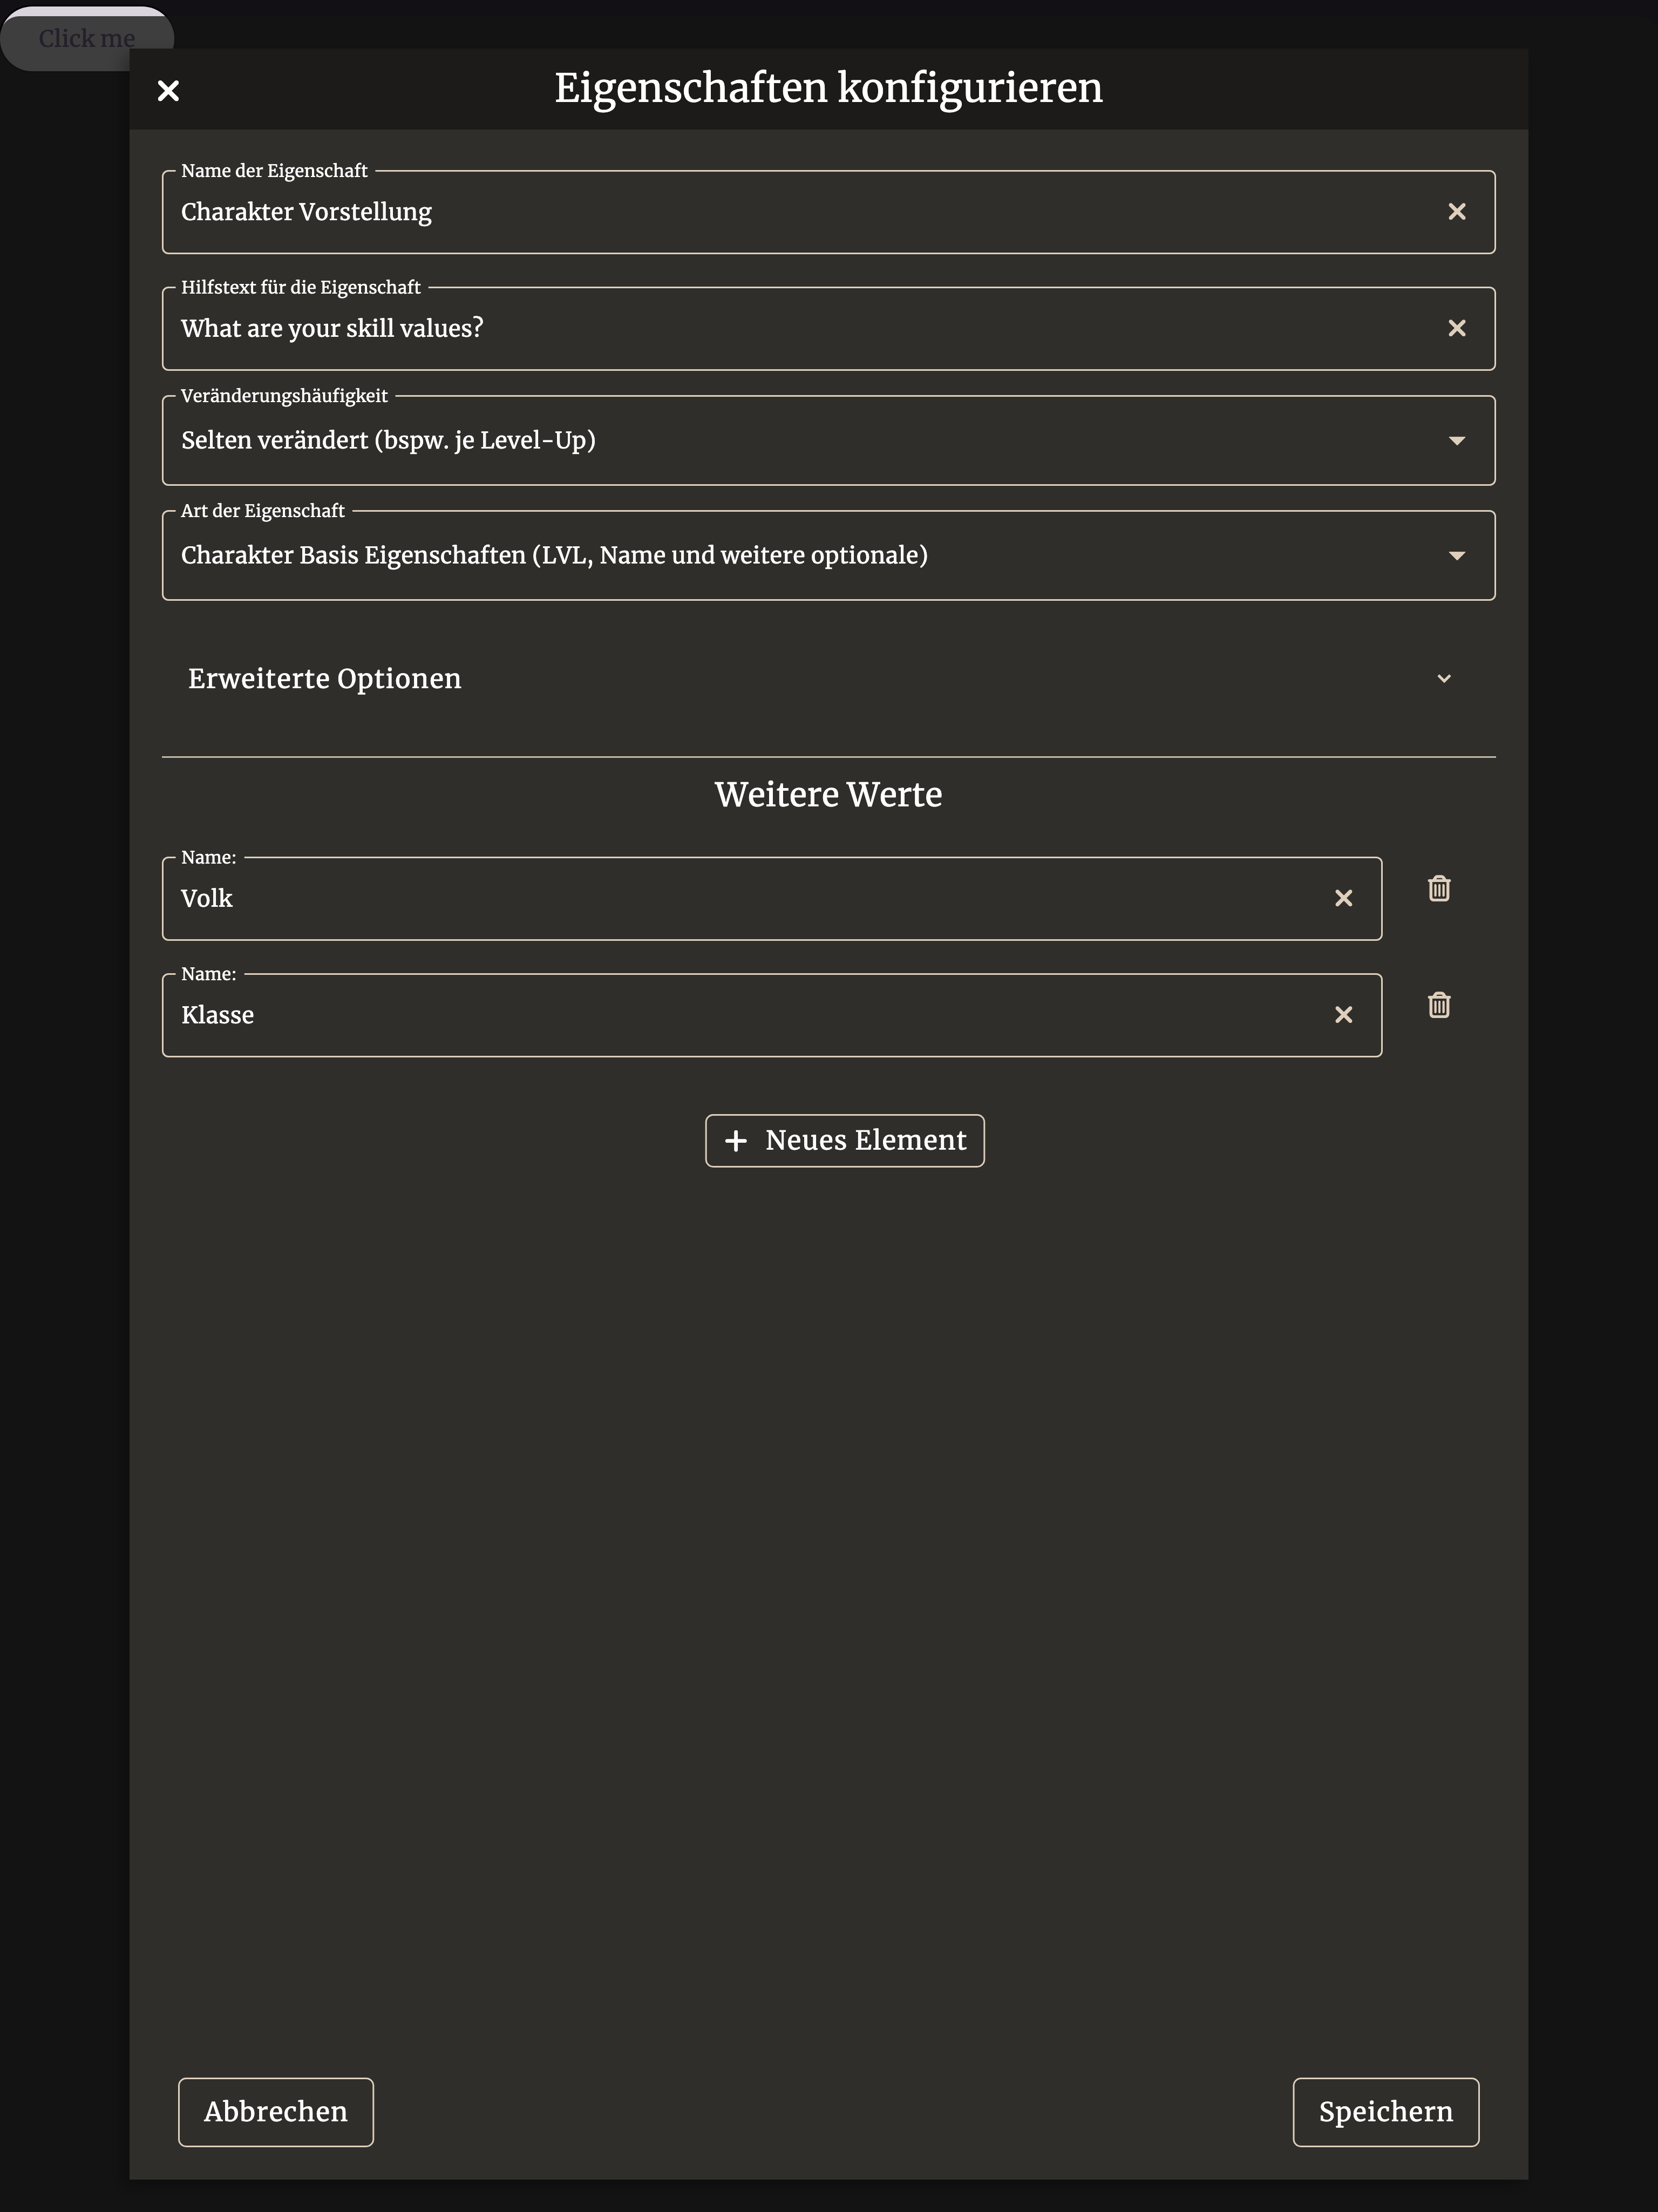 Click me
Eigenschaften konfigurieren
Name der Eigenschaft
Charakter Vorstellung
Hilfstext für die Eigenschaft
What are your skill values?
Veränderungshäufigkeit
Selten verändert (bspw. je Level-Up)
Art der Eigenschaft
Charakter Basis Eigenschaften (LVL, Name und weitere optionale)
Erweiterte Optionen
Weitere Werte
Name:
Volk
Name:
Klasse
Neues Element
Abbrechen
Speichern